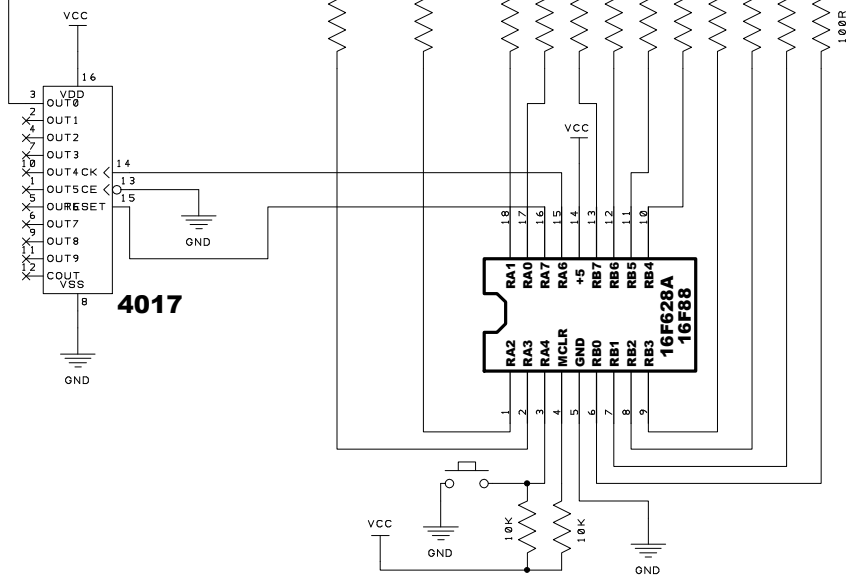 VCC
100R
16
VDD
3 OUT0
2 OUT1
4 OUT2
7 OUT3
10 OUT4 CK 14
1 OUT5 CE 13
5 OUT6 RESET 15
6 OUT7
9 OUT8
11 OUT9
12 COUT
VSS
8
4017
GND
GND
VCC
18 17 16 15 14 13 12 11 10
RA1 RA0 RA7 RA6 +5 RB7 RB6 RB5 RB4
16F628A
16F88
RA2 RA3 RA4 MCLR GND RB0 RB1 RB2 RB3
1 2 3 4 5 6 7 8 9
VCC
GND
10K
10K
GND